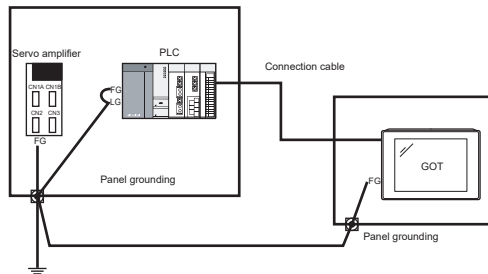 Servo amplifier
PLC
Connection cable
CN1A CN1B
CN2 CN3
FG
FG
LG
GOT
FG
Panel grounding
Panel grounding